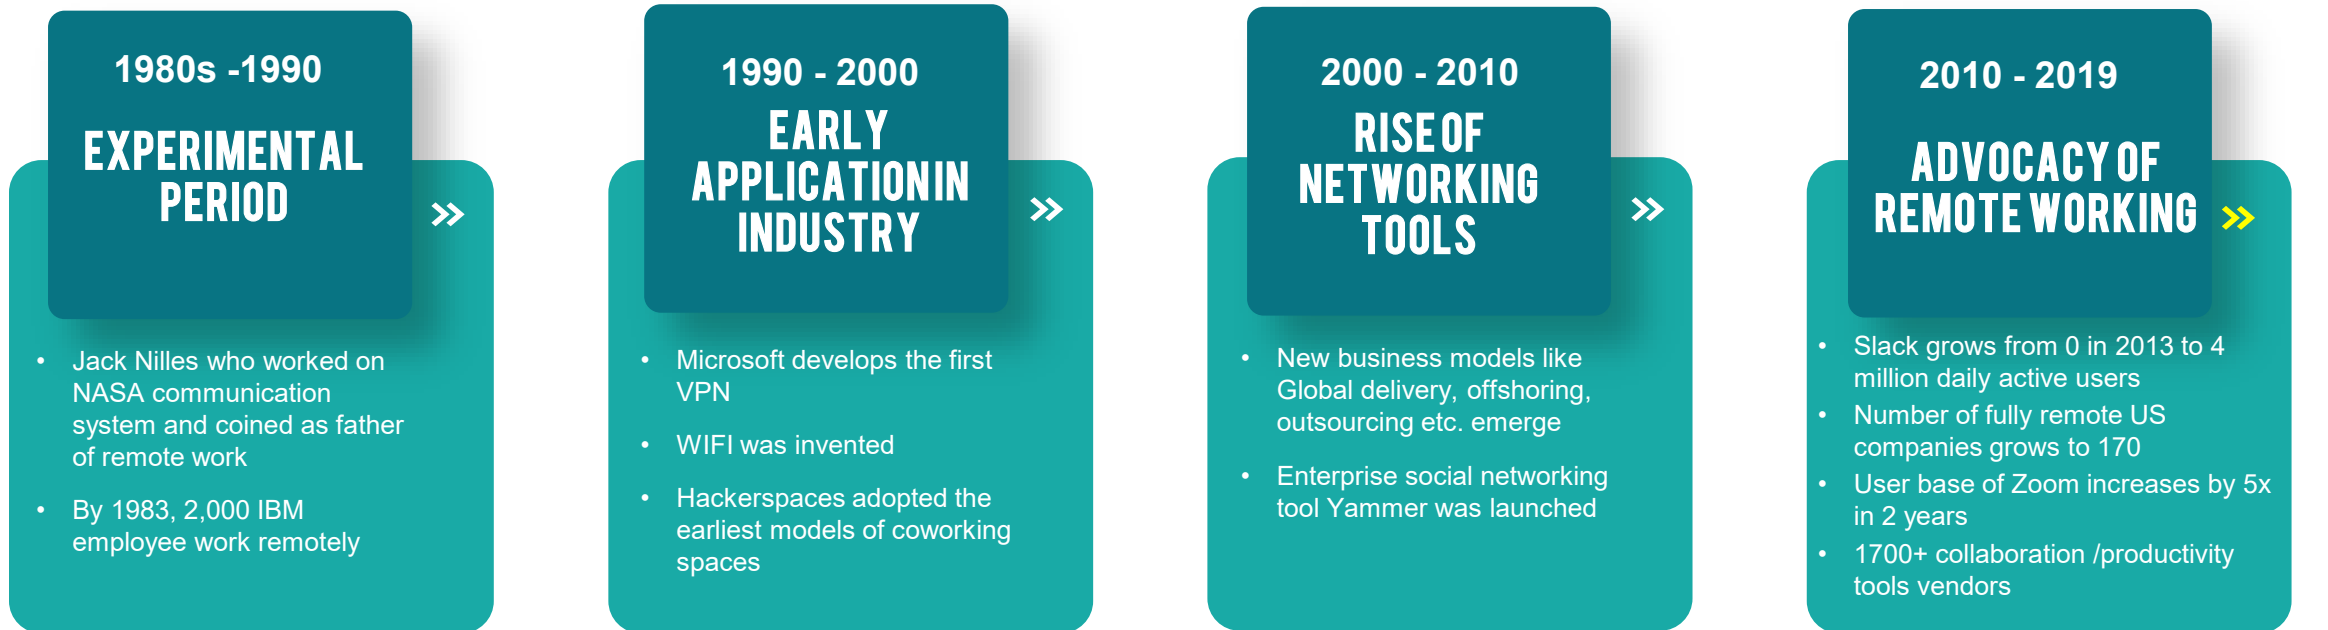 1980s -1990
EXPERIMENTAL
PERIOD
• Jack Nilles who worked on
NASA communication
system and coined as father
of remote work
• By 1983, 2,000 IBM
employee work remotely
1990 - 2000
EARLY
APPLICATION IN
INDUSTRY
• Microsoft develops the first
VPN
• WIFI was invented
• Hackerspaces adopted the
earliest models of coworking
spaces
2000 - 2010
RISE OF
NETWORKING
TOOLS
• New business models like
Global delivery, offshoring,
outsourcing etc. emerge
• Enterprise social networking
tool Yammer was launched
2010 - 2019
ADVOCACY OF
REMOTE WORKING
• Slack grows from 0 in 2013 to 4
million daily active users
• Number of fully remote US
companies grows to 170
• User base of Zoom increases by 5x
in 2 years
• 1700+ collaboration /productivity
tools vendors